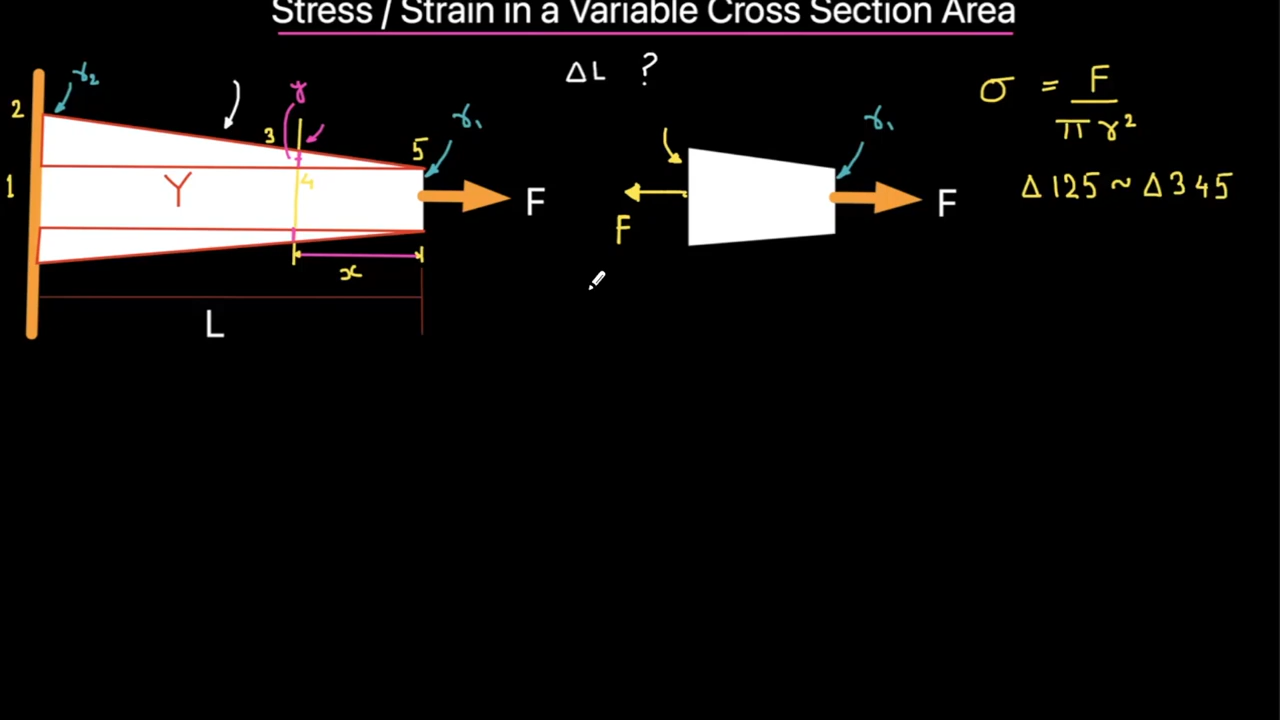 Stress / Strain in a Variable Cross Section Area
ΔL ?
σ = F / πr²
Δ125 ~ Δ345
r₂
r
r₁
2
3
5
1
Y
4
F
x
L
r₁
F
F